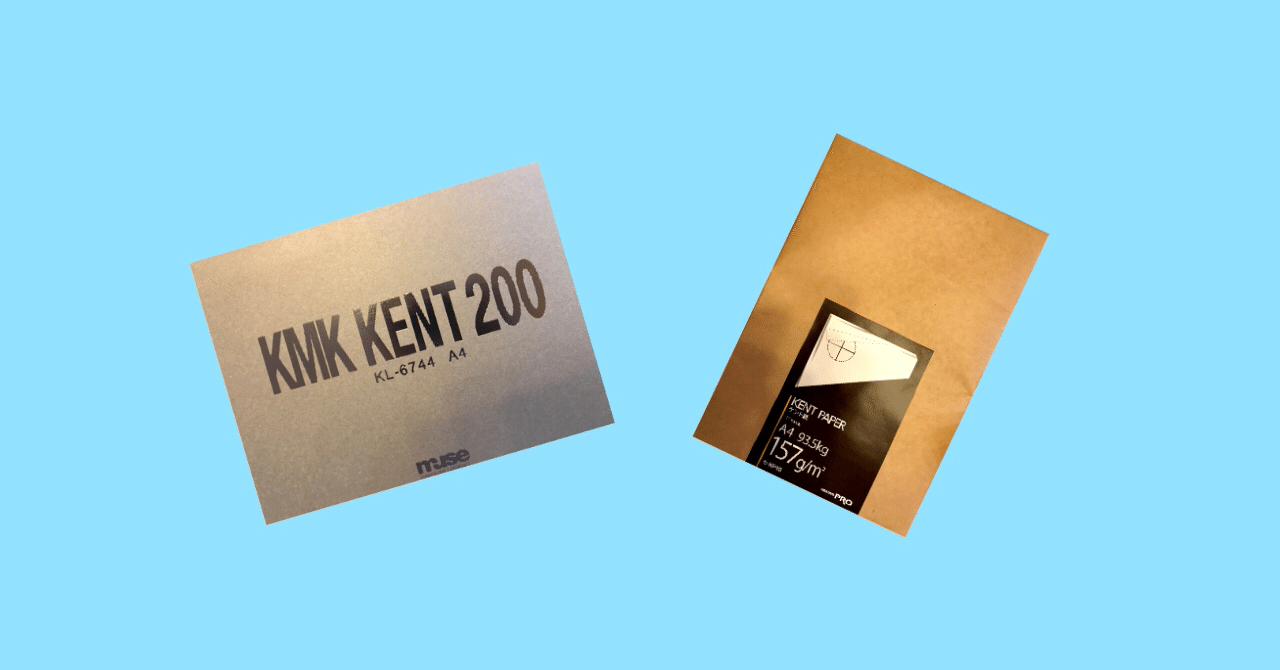 KMK KENT 200
KL-6744 A4
muse
KENT PAPER
ケント紙
A4 93.5kg
157g/m²
PRO